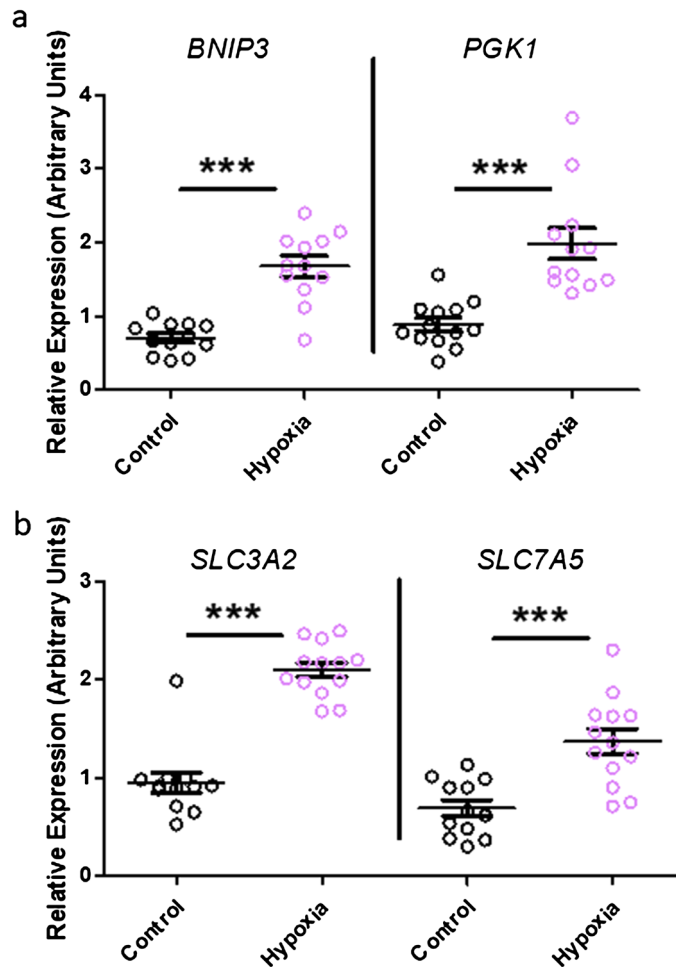 a
BNIP3 PGK1
Relative Expression (Arbitrary Units)
4
3
2
1
0
*** ***
Control Hypoxia Control Hypoxia
b
SLC3A2 SLC7A5
Relative Expression (Arbitrary Units)
3
2
1
0
*** ***
Control Hypoxia Control Hypoxia